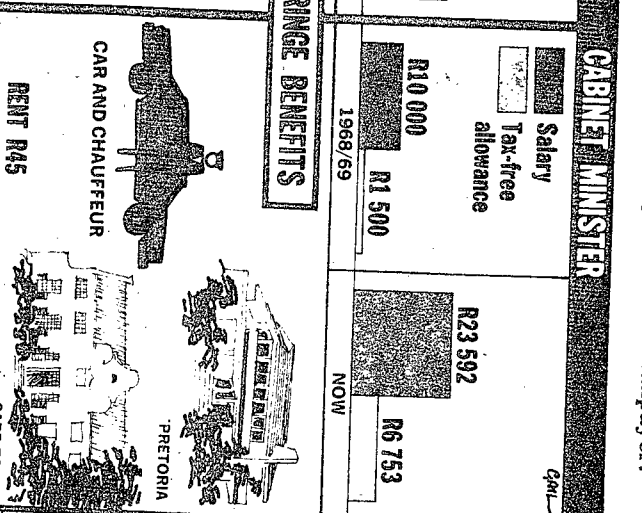 CABINET MINISTER
Salary
Tax-free
allowance
R10 000
R1 500
1968/69
R23 592
R6 753
NOW
RINGE BENEFITS
CAR AND CHAUFFEUR
PRETORIA
RENT R45